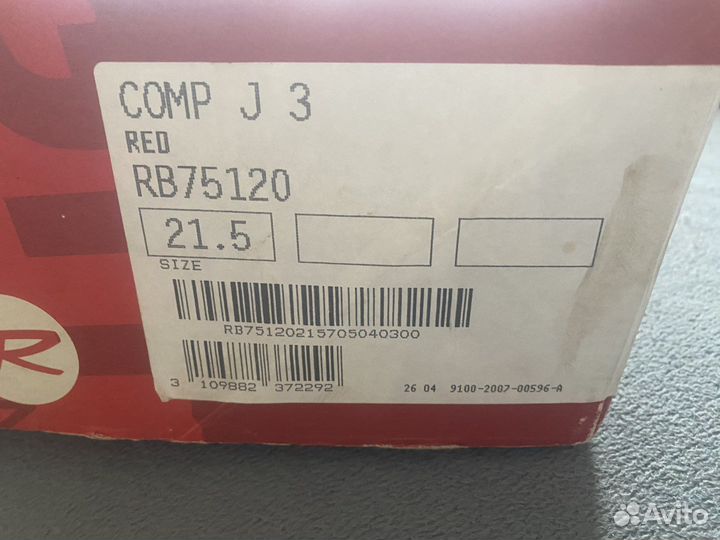 COMP J 3
RED
RB75120
21.5
SIZE
RB75120215705040300
3 109882 372292
26 04 9100-2007-00596-A
R
Avito